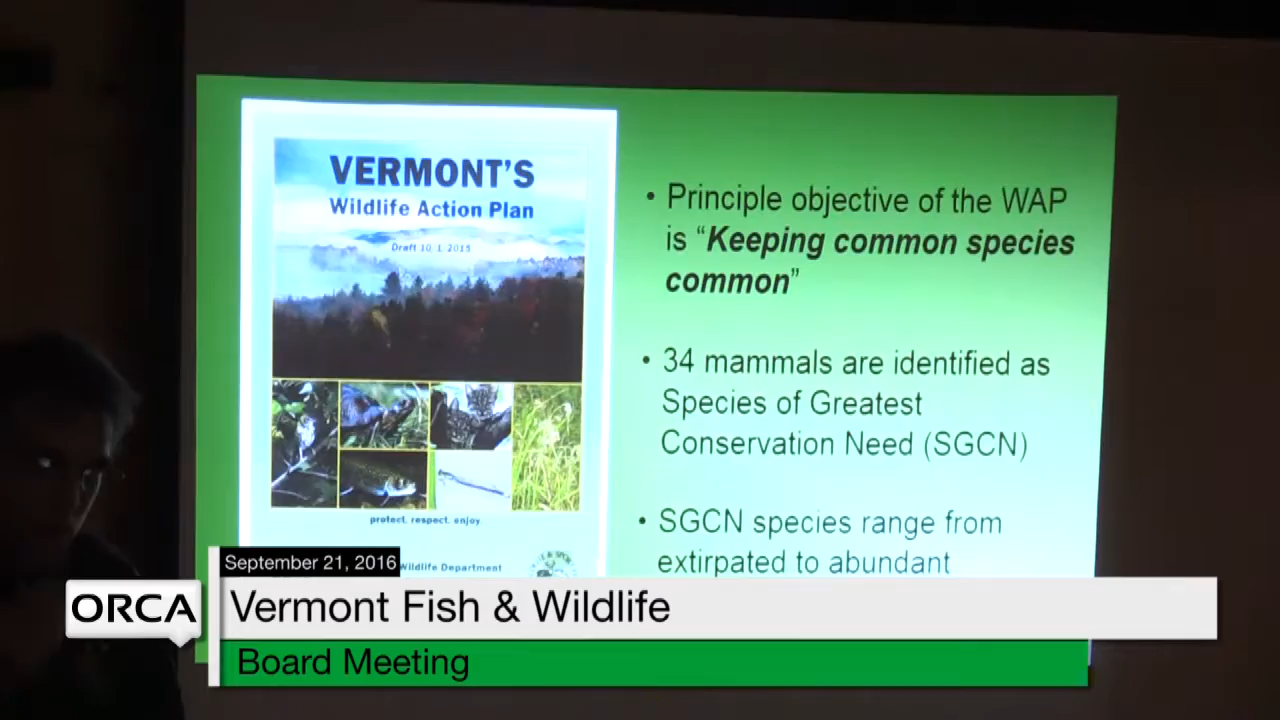 VERMONT'S
Wildlife Action Plan
Draft 10.1.2015
protect. respect. enjoy.
Wildlife Department
• Principle objective of the WAP
is “Keeping common species
common”
• 34 mammals are identified as
Species of Greatest
Conservation Need (SGCN)
• SGCN species range from
extirpated to abundant
September 21, 2016
ORCA
Vermont Fish & Wildlife
Board Meeting